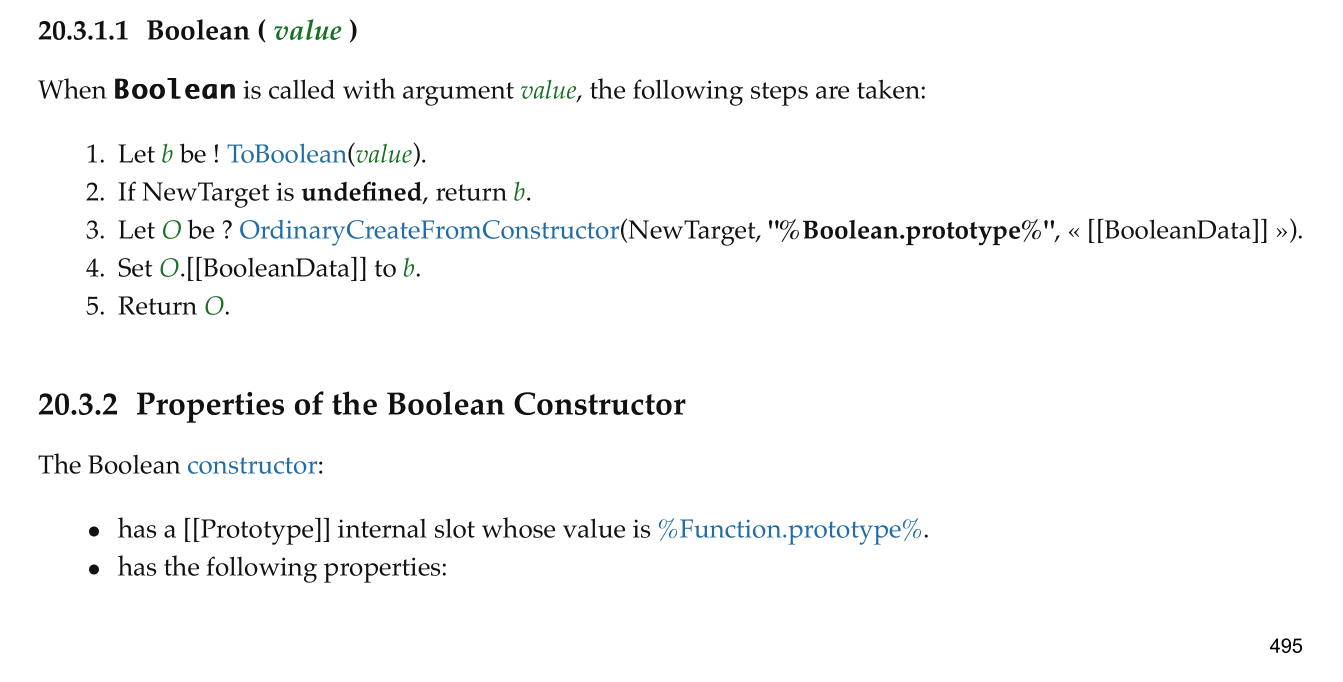 20.3.1.1 Boolean ( value )
When Boolean is called with argument value, the following steps are taken:
1. Let b be ! ToBoolean(value).
2. If NewTarget is undefined, return b.
3. Let O be ? OrdinaryCreateFromConstructor(NewTarget, "%Boolean.prototype%", « [[BooleanData]] »).
4. Set O.[[BooleanData]] to b.
5. Return O.
20.3.2 Properties of the Boolean Constructor
The Boolean constructor:
• has a [[Prototype]] internal slot whose value is %Function.prototype%.
• has the following properties:
495